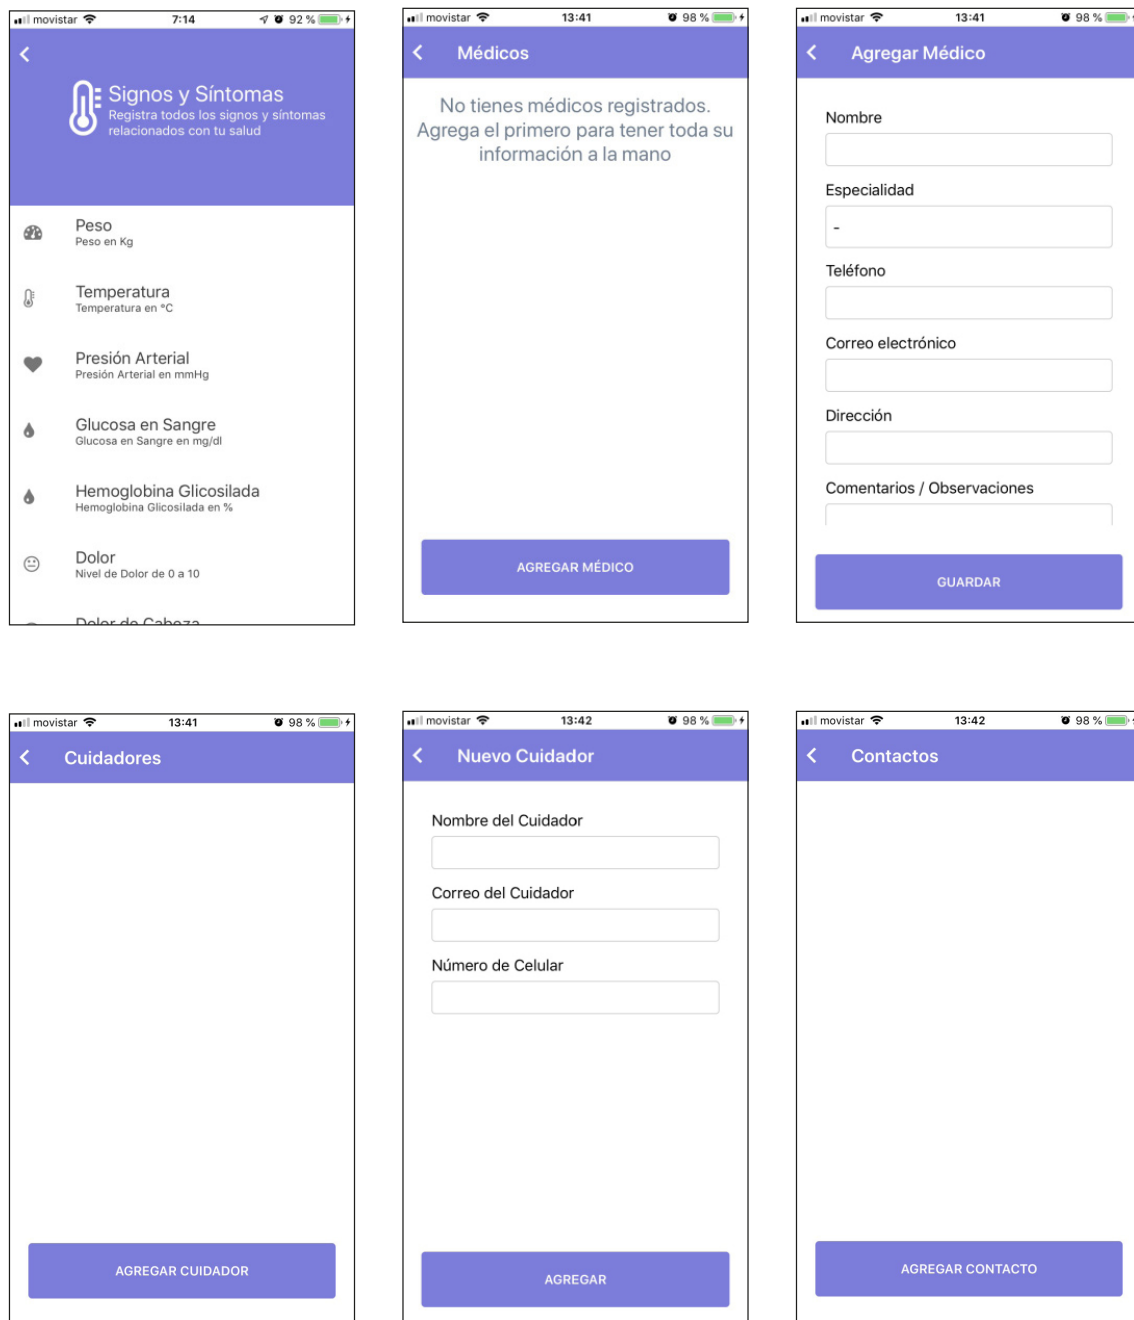 movistar 7:14 92 %
Signos y Síntomas
Registra todos los signos y síntomas
relacionados con tu salud
Peso
Peso en Kg
Temperatura
Temperatura en °C
Presión Arterial
Presión Arterial en mmHg
Glucosa en Sangre
Glucosa en Sangre en mg/dl
Hemoglobina Glicosilada
Hemoglobina Glicosilada en %
Dolor
Nivel de Dolor de 0 a 10
Dolor de Cabeza
movistar 13:41 98 %
Médicos
No tienes médicos registrados.
Agrega el primero para tener toda su
información a la mano
AGREGAR MÉDICO
movistar 13:41 98 %
Agregar Médico
Nombre
Especialidad
-
Teléfono
Correo electrónico
Dirección
Comentarios / Observaciones
GUARDAR
movistar 13:41 98 %
Cuidadores
AGREGAR CUIDADOR
movistar 13:42 98 %
Nuevo Cuidador
Nombre del Cuidador
Correo del Cuidador
Número de Celular
AGREGAR
movistar 13:42 98 %
Contactos
AGREGAR CONTACTO